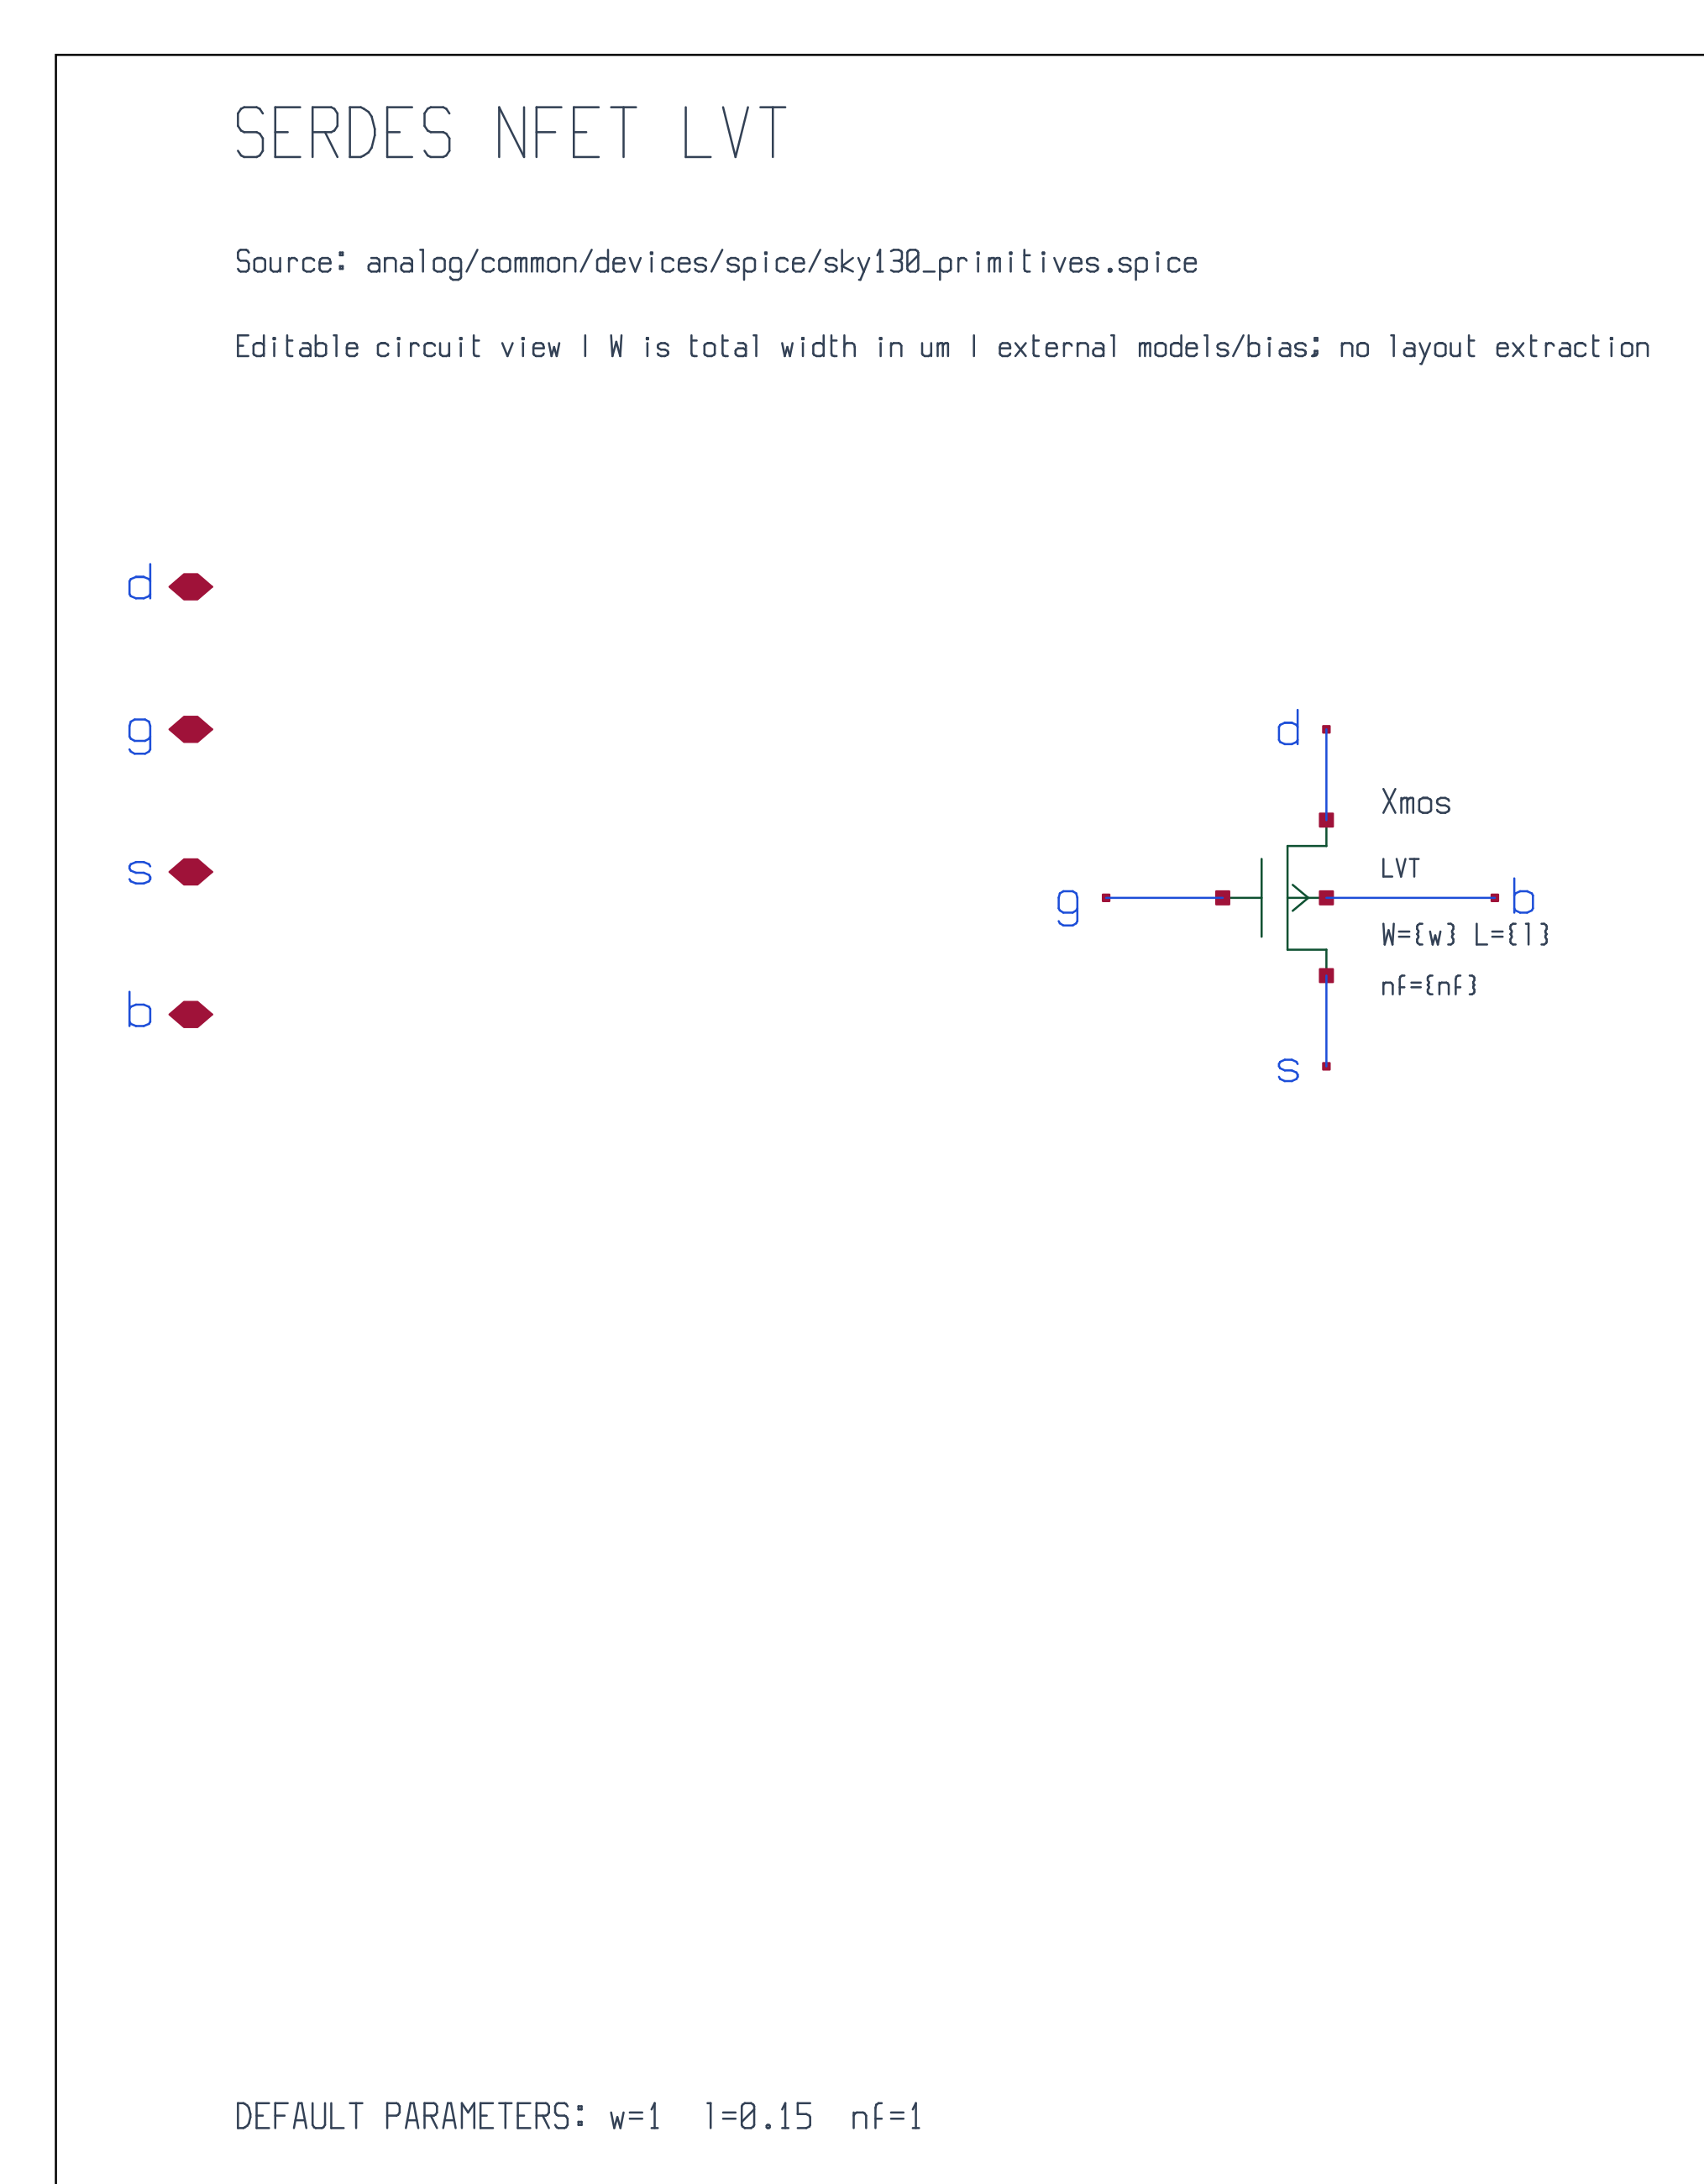 SERDES NFET LVT
Source: analog/common/devices/spice/sky130_primitives.spice
Editable circuit view | W is total width in um | external models/bias; no layout extraction
d
g
s
b
d
Xmos
LVT
g
b
W={w} L={l}
nf={nf}
s
DEFAULT PARAMETERS: w=1 l=0.15 nf=1